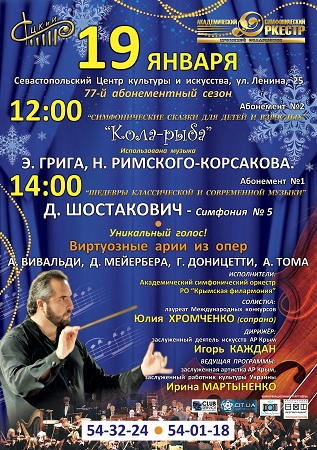 АКАДЕМИЧЕСКИЙ СИМФОНИЧЕСКИЙ
ОРКЕСТР
19 ЯНВАРЯ
Севастопольский Центр культуры и искусства, ул. Ленина, 25
77-й абонементный сезон
12:00 Абонемент №2
"СИМФОНИЧЕСКИЕ СКАЗКИ ДЛЯ ДЕТЕЙ И ВЗРОСЛЫХ"
"Кола-рыба"
Использована музыка
Э. ГРИГА, Н. РИМСКОГО-КОРСАКОВА.
14:00 Абонемент №1
"ШЕДЕВРЫ КЛАССИЧЕСКОЙ И СОВРЕМЕННОЙ МУЗЫКИ"
Д. ШОСТАКОВИЧ - Симфония № 5
Уникальный голос!
Виртуозные арии из опер
А. ВИВАЛЬДИ, Д. МЕЙЕРБЕРА, Г. ДОНИЦЕТТИ, А. ТОМА
ИСПОЛНИТЕЛИ:
Академический симфонический оркестр
РО "Крымская филармония"
СОЛИСТКА:
лауреат Международных конкурсов
Юлия ХРОМЧЕНКО (сопрано)
ДИРИЖЕР:
заслуженный деятель искусств АР Крым
Игорь КАЖДАН
ВЕДУЩАЯ ПРОГРАММЫ:
заслуженная артистка АР Крым,
заслуженный работник культуры Украины
Ирина МАРТЫНЕНКО
54-32-24 • 54-01-18